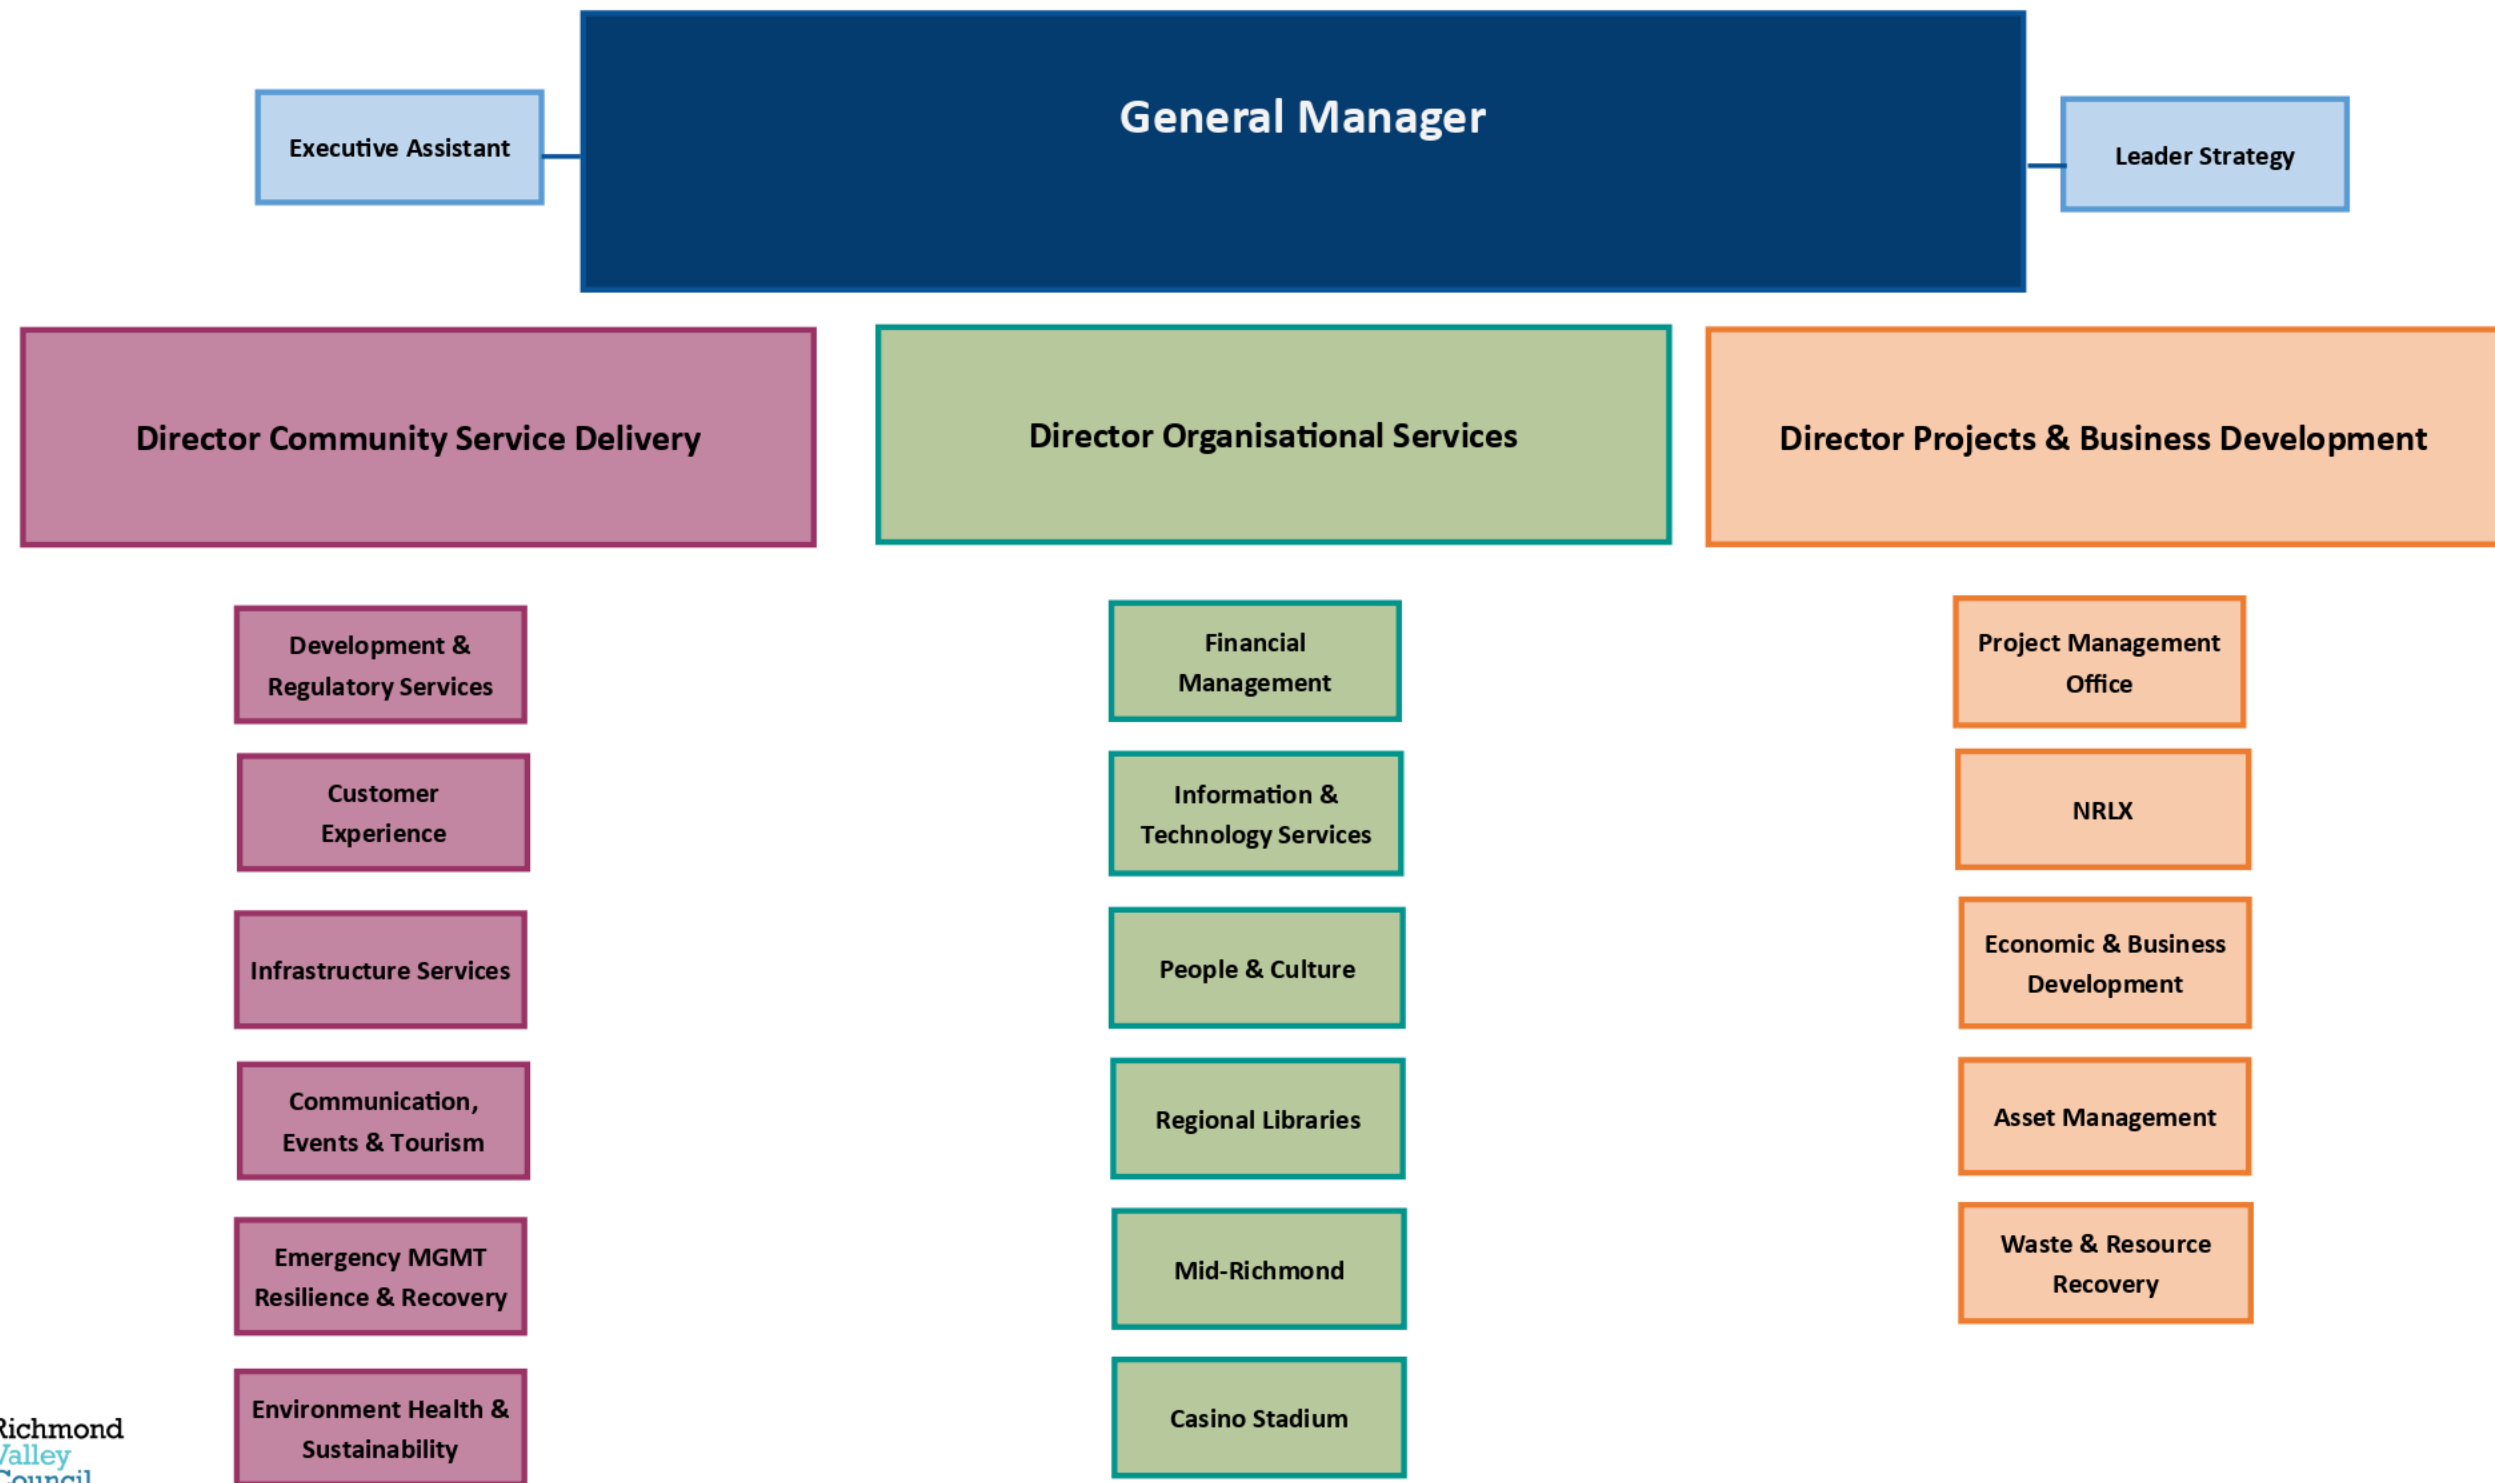 General Manager
Executive Assistant
Leader Strategy
Director Community Service Delivery
Director Organisational Services
Director Projects & Business Development
Development &
Regulatory Services
Customer
Experience
Infrastructure Services
Communication,
Events & Tourism
Emergency MGMT
Resilience & Recovery
Environment Health &
Sustainability
Financial
Management
Information &
Technology Services
People & Culture
Regional Libraries
Mid-Richmond
Casino Stadium
Project Management
Office
NRLX
Economic & Business
Development
Asset Management
Waste & Resource
Recovery
Richmond
Valley
Council